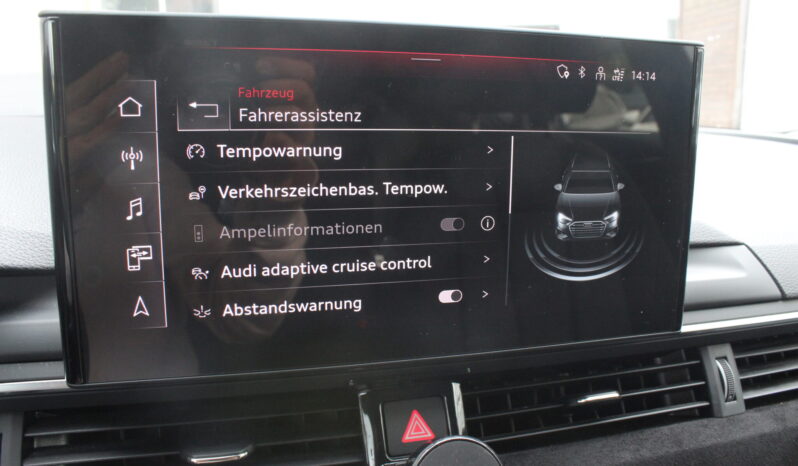 Fahrzeug
14:14
Fahrerassistenz
Tempowarnung
Verkehrszeichenbas. Tempow.
Ampelinformationen
Audi adaptive cruise control
Abstandswarnung